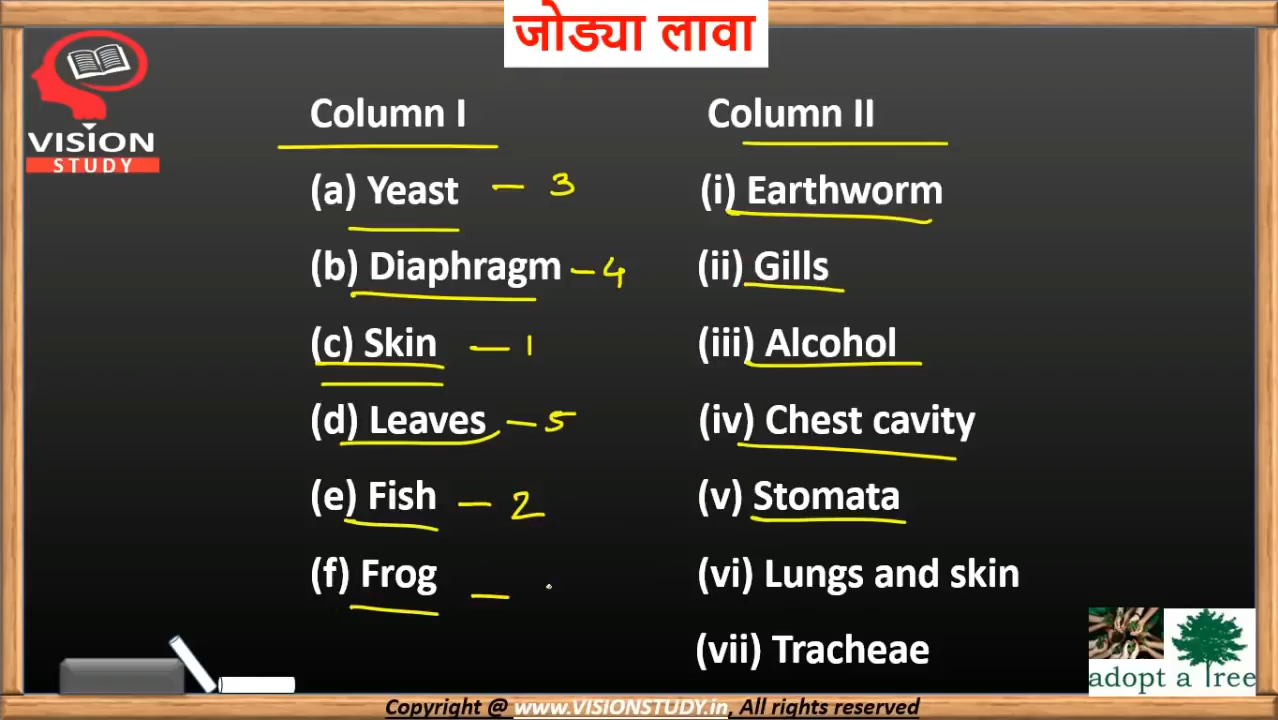 जोड्या लावा
VISION
STUDY
Column I
Column II
(a) Yeast – 3
(i) Earthworm
(b) Diaphragm – 4
(ii) Gills
(c) Skin – 1
(iii) Alcohol
(d) Leaves – 5
(iv) Chest cavity
(e) Fish – 2
(v) Stomata
(f) Frog –
(vi) Lungs and skin
(vii) Tracheae
adopt a Tree
Copyright @ www.VISIONSTUDY.in, All rights reserved